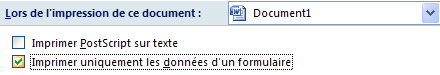 Lors de l'impression de ce document : Document1
Imprimer PostScript sur texte
Imprimer uniquement les données d'un formulaire